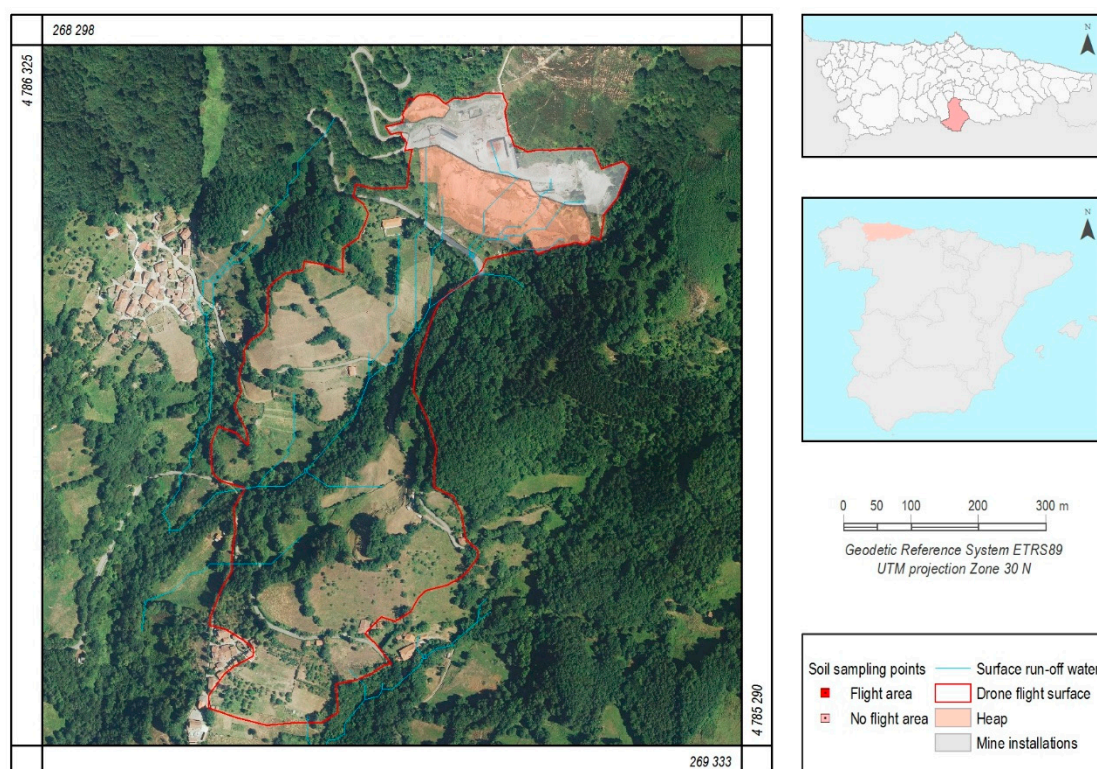 268 298
4 786 325
4 785 290
269 333
N
N
0 50 100 200 300 m
Geodetic Reference System ETRS89
UTM projection Zone 30 N
Soil sampling points
Flight area
No flight area
Surface run-off water
Drone flight surface
Heap
Mine installations